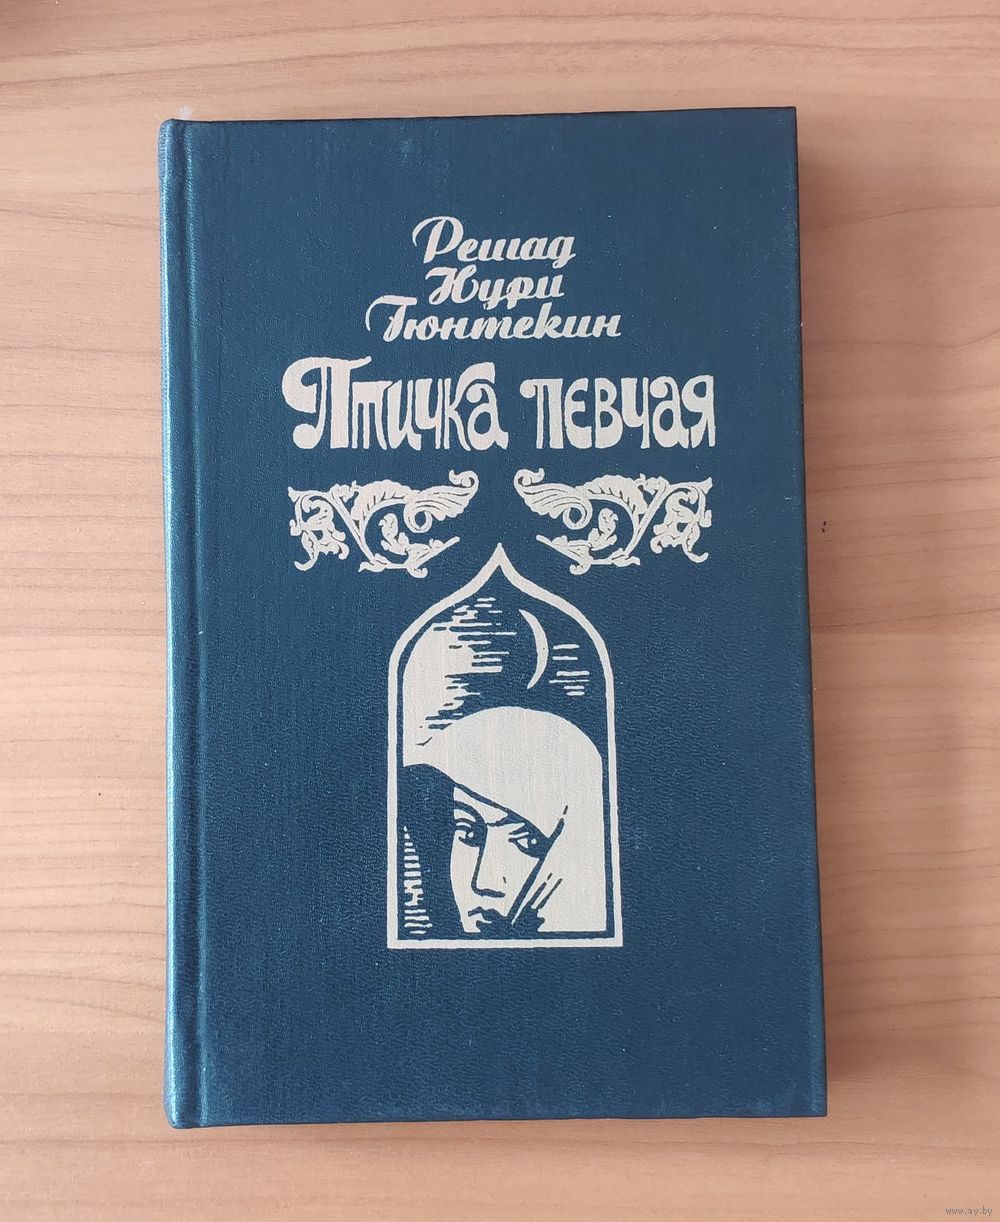 Решад
Нури
Гюнтекин
Птичка певчая
www.ay.by